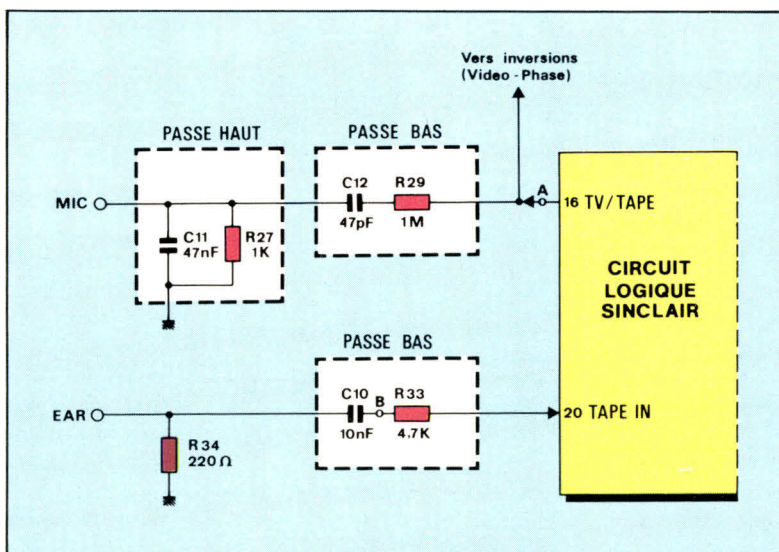 Vers inversions
(Video - Phase)
PASSE HAUT
PASSE BAS
MIC
C11
47nF
R27
1K
C12
47pF
R29
1M
A
16 TV/TAPE
CIRCUIT
LOGIQUE
SINCLAIR
PASSE BAS
EAR
R34
220Ω
C10
10nF
B
R33
4,7K
20 TAPE IN